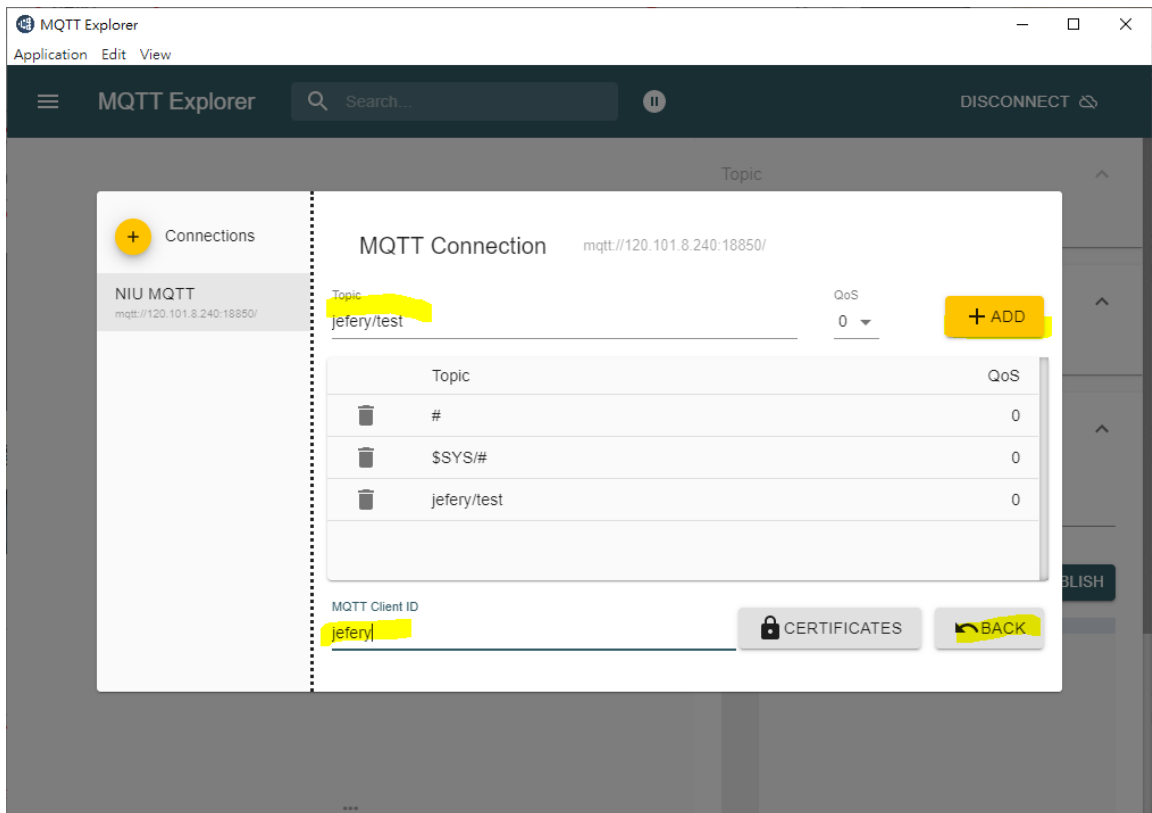 MQTT Explorer
Application Edit View
MQTT Explorer Search... DISCONNECT
Topic
+ Connections
MQTT Connection mqtt://120.101.8.240:18850/
NIU MQTT
mqtt://120.101.8.240:18850/
Topic QoS
jefery/test 0 + ADD
Topic QoS
# 0
$SYS/# 0
jefery/test 0
BLISH
MQTT Client ID
jefery CERTIFICATES BACK
...